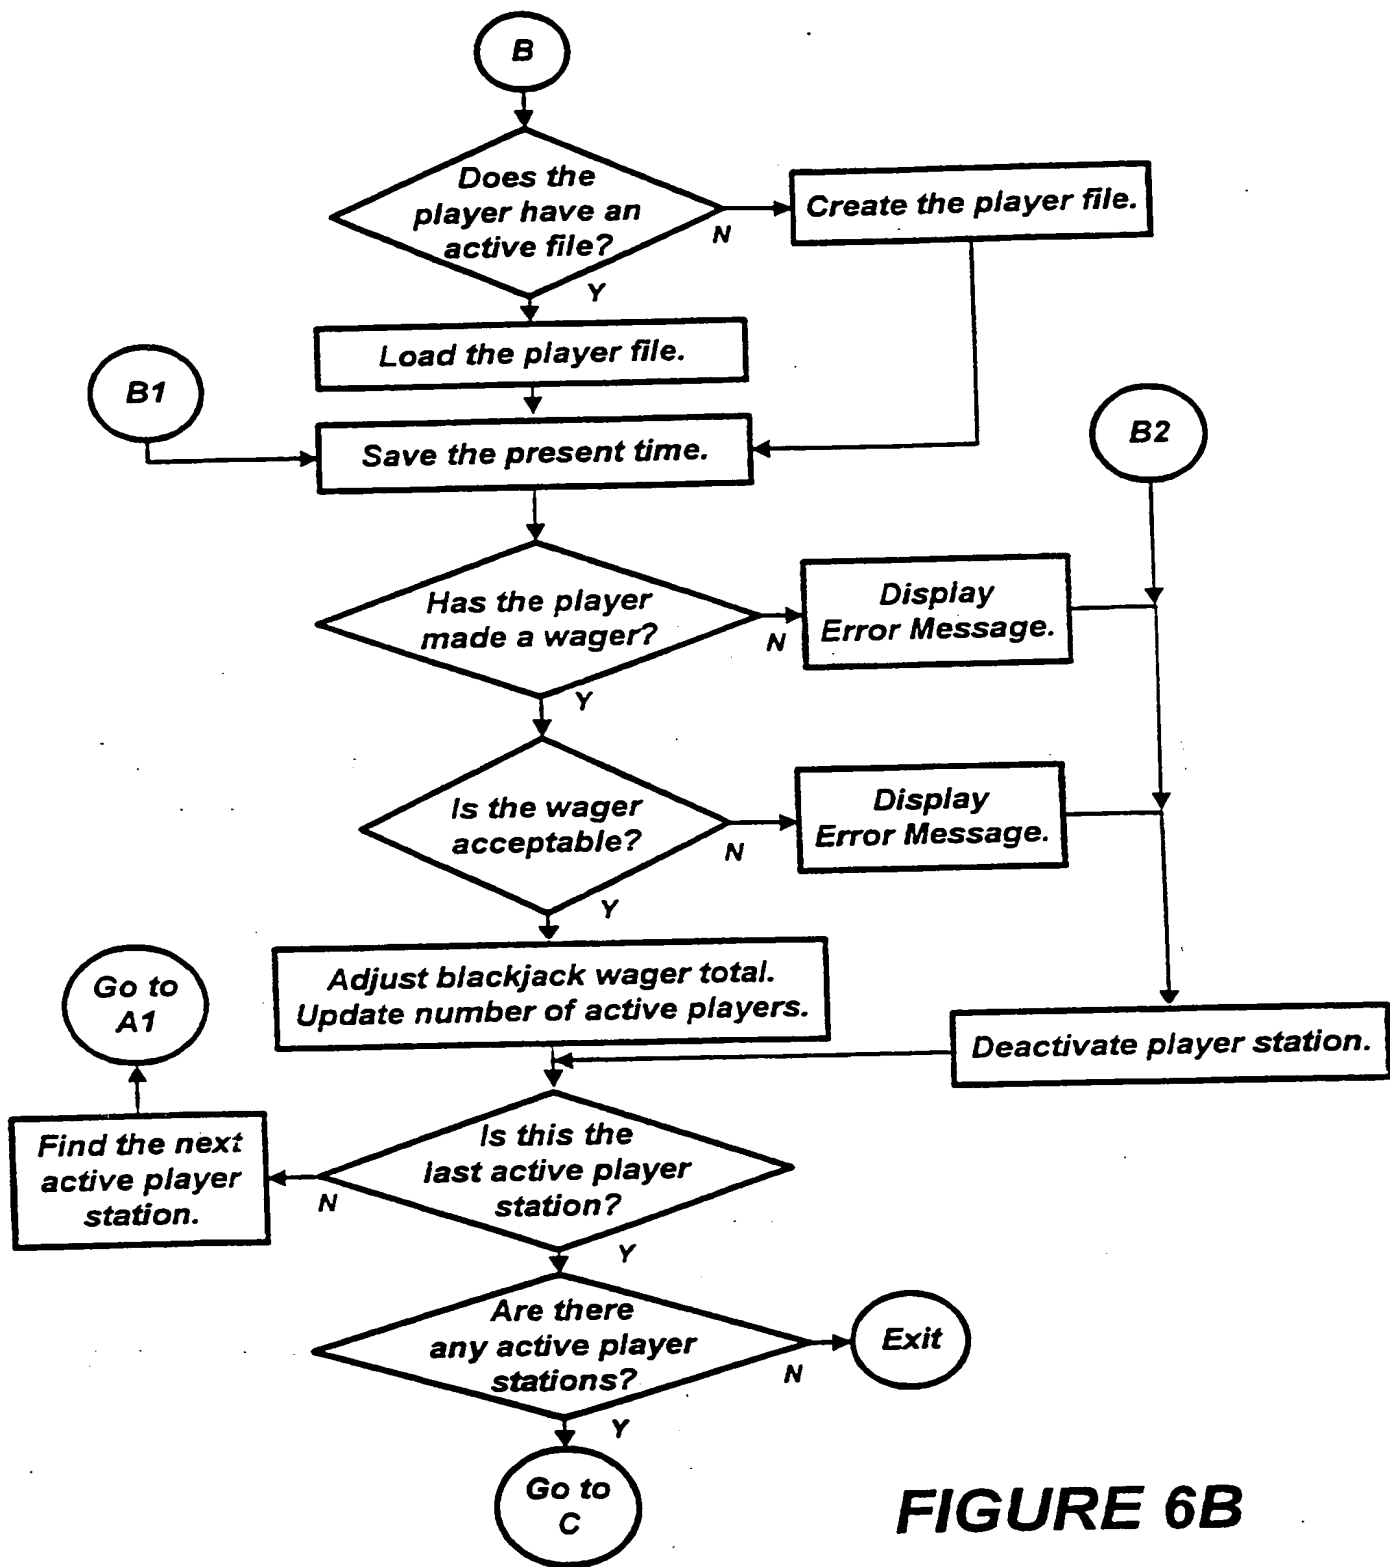 B
Does the
player have an
active file?
N
Create the player file.
Y
Load the player file.
B1
Save the present time.
B2
Has the player
made a wager?
N
Display
Error Message.
Y
Is the wager
acceptable?
N
Display
Error Message.
Y
Go to
A1
Adjust blackjack wager total.
Update number of active players.
Deactivate player station.
Find the next
active player
station.
Is this the
last active player
station?
N
Y
Are there
any active player
stations?
N
Exit
Y
Go to
C
FIGURE 6B